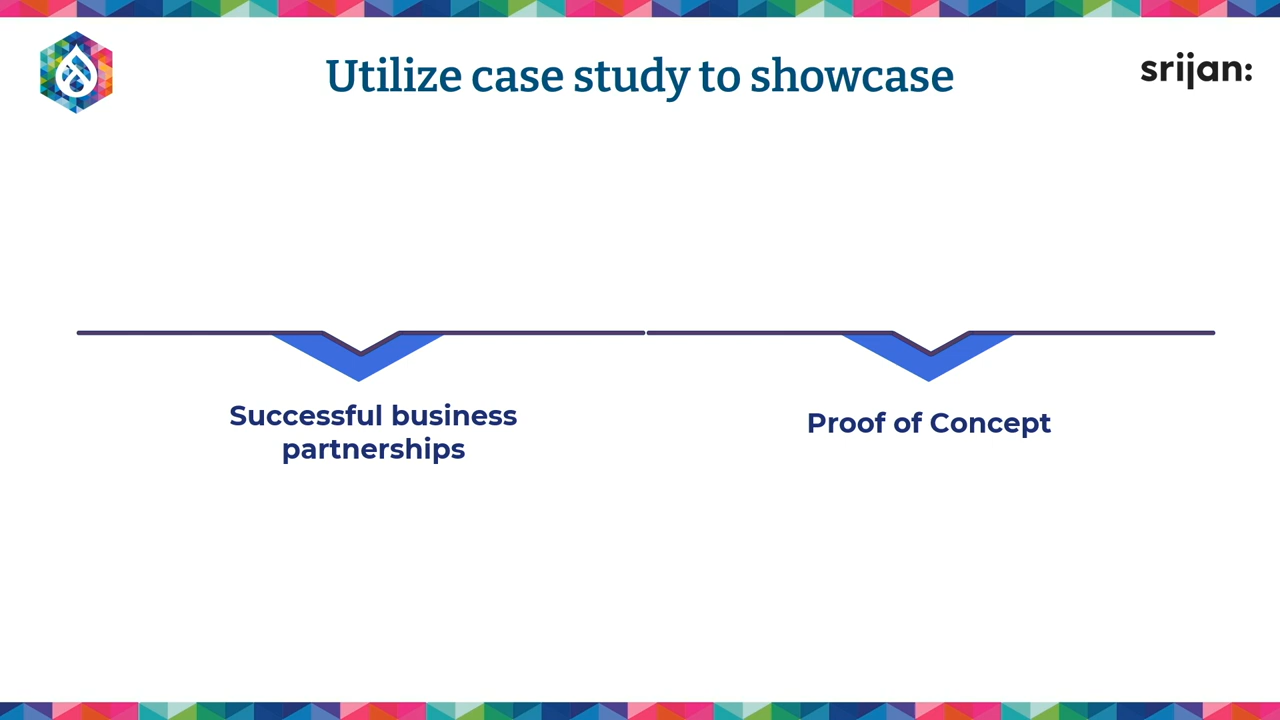 Utilize case study to showcase
srijan:
Successful business
partnerships
Proof of Concept